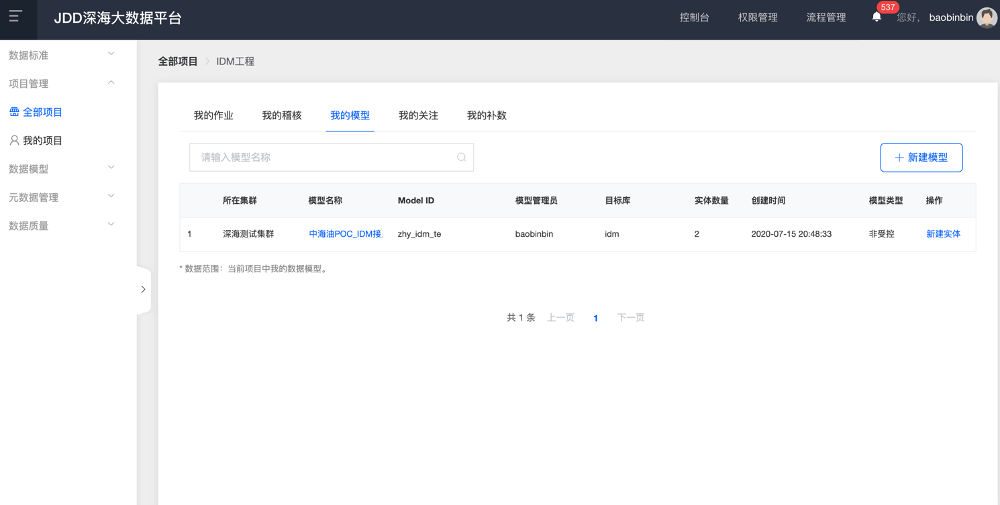 JDD深海大数据平台
控制台 权限管理 流程管理 537 您好, baobinbin
数据标准
项目管理
全部项目
我的项目
数据模型
元数据管理
数据质量
全部项目 IDM工程
我的作业 我的稽核 我的模型 我的关注 我的补数
请输入模型名称
新建模型
所在集群 模型名称 Model ID 模型管理员 目标库 实体数量 创建时间 模型类型 操作
1 深海测试集群 中海油POC_IDM接 zhy_idm_te baobinbin idm 2 2020-07-15 20:48:33 非受控 新建实体
* 数据范围：当前项目中我的数据模型。
共 1 条 上一页 1 下一页